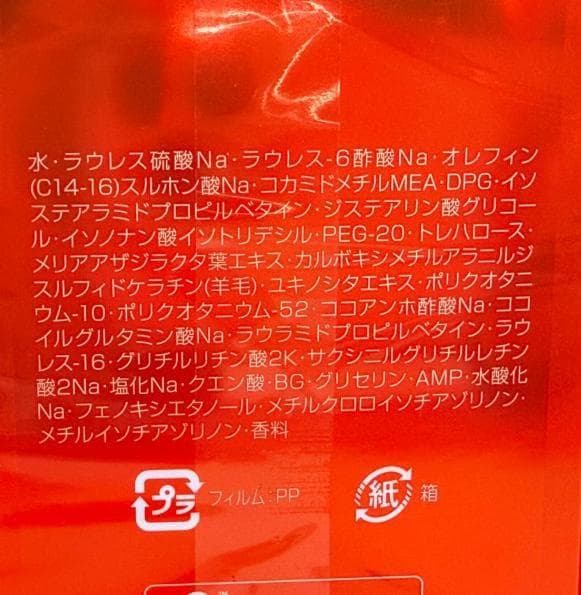 水・ラウレス硫酸Na・ラウレス-6酢酸Na・オレフィン
(C14-16)スルホン酸Na・コカミドメチルMEA・DPG・イソ
ステアラミドプロピルベタイン・ジステアリン酸グリコー
ル・イソノナン酸イソトリデシル・PEG-20・トレハロース・
メリアアザジラクタ葉エキス・カルボキシメチルアラニルジ
スルフィドケラチン(羊毛)・ユキノシタエキス・ポリクオタニ
ウム-10・ポリクオタニウム-52・ココアンホ酢酸Na・ココ
イルグルタミン酸Na・ラウラミドプロピルベタイン・ラウ
レス-16・グリチルリチン酸2K・サクシニルグリチルレチン
酸2Na・塩化Na・クエン酸・BG・グリセリン・AMP・水酸化
Na・フェノキシエタノール・メチルクロロイソチアゾリノン・
メチルイソチアゾリノン・香料
プラ フィルム:PP 紙 箱